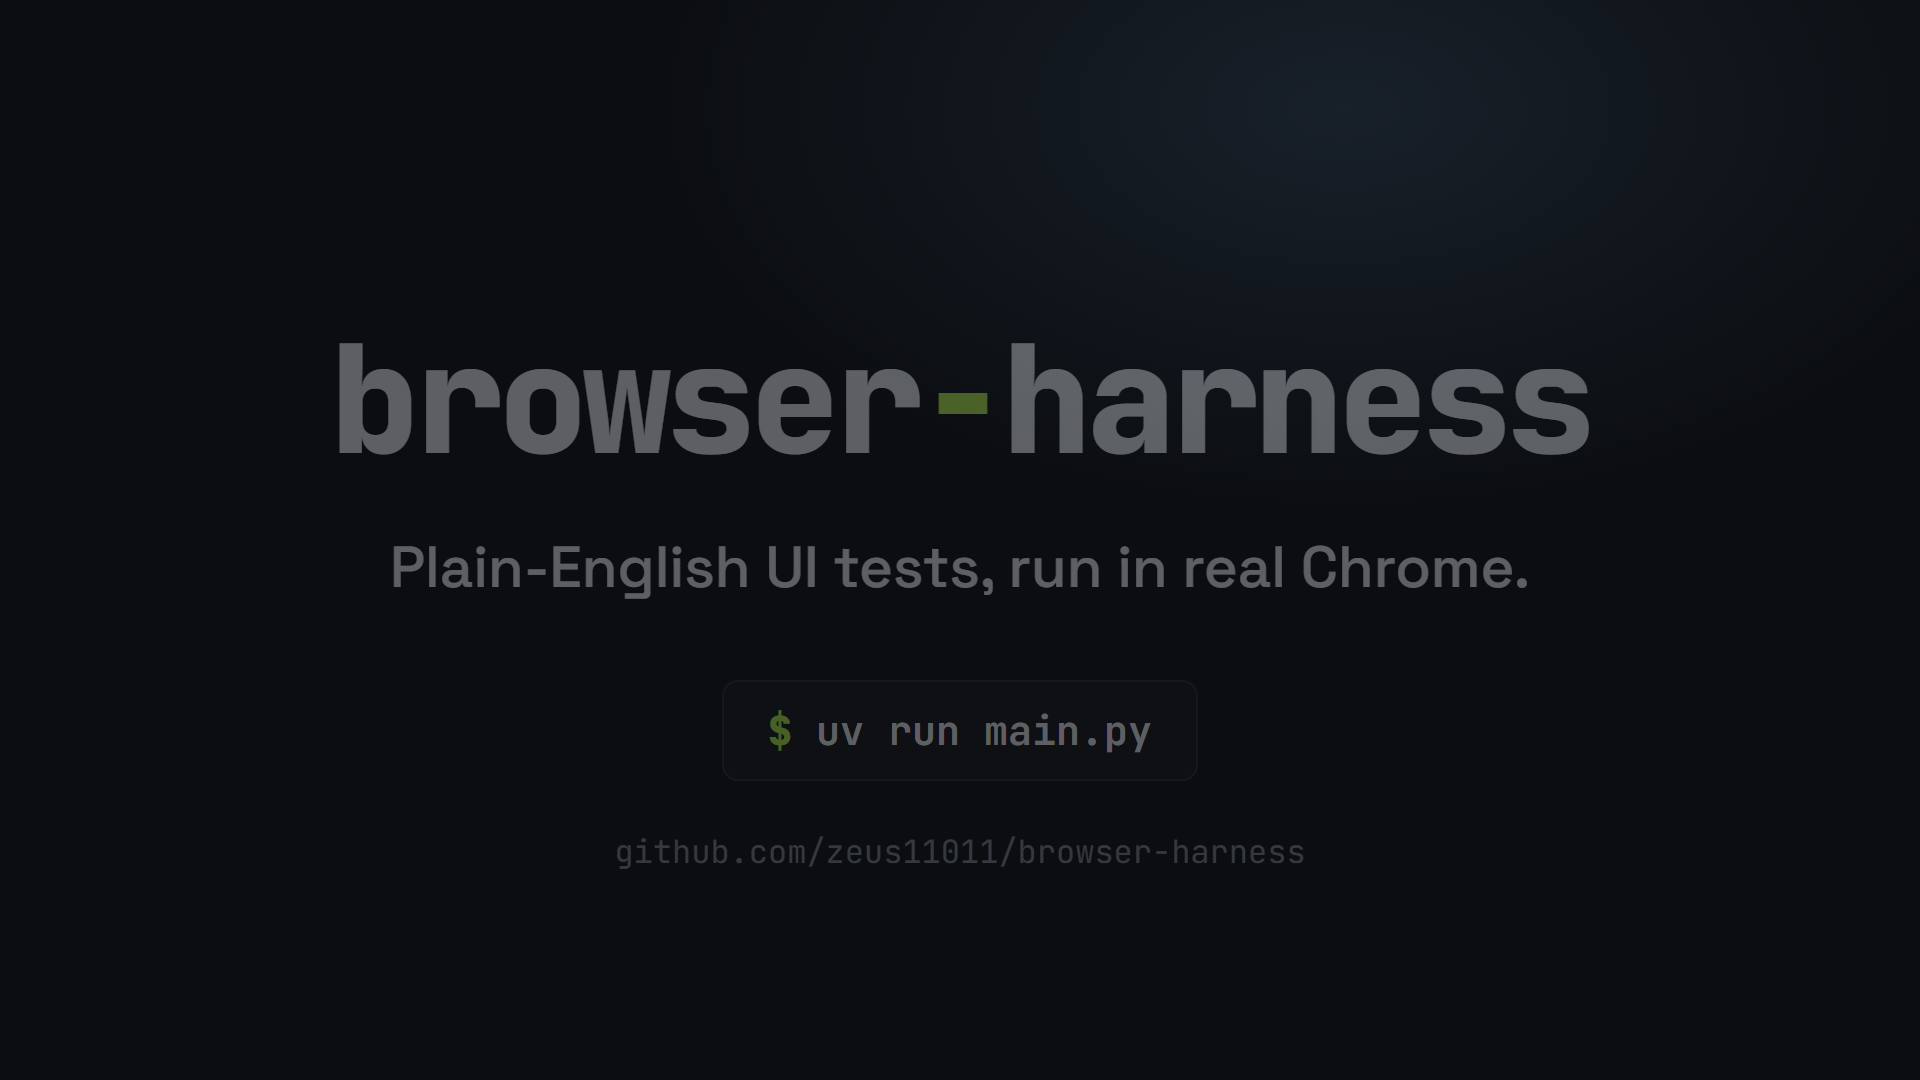 browser-harness
Plain-English UI tests, run in real Chrome.
$ uv run main.py
github.com/zeus11011/browser-harness